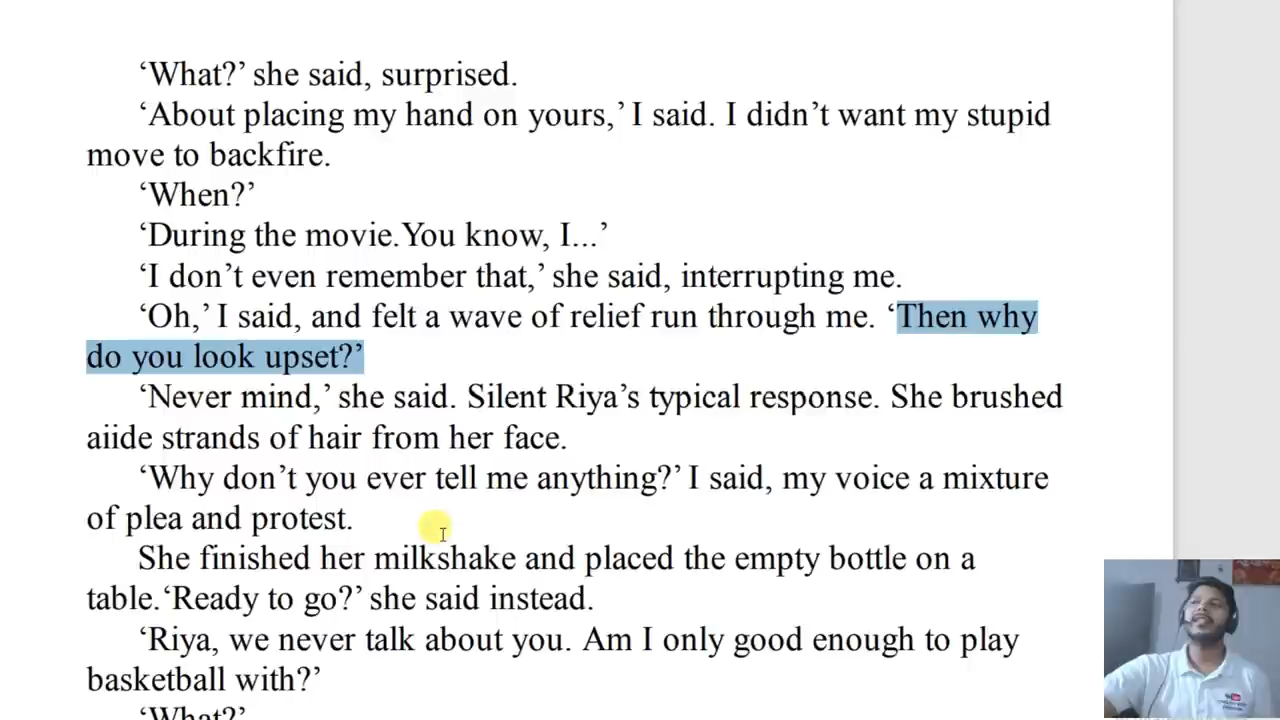 ‘What?’ she said, surprised.
‘About placing my hand on yours,’ I said. I didn’t want my stupid
move to backfire.
‘When?’
‘During the movie.You know, I...’
‘I don’t even remember that,’ she said, interrupting me.
‘Oh,’ I said, and felt a wave of relief run through me. ‘Then why
do you look upset?’
‘Never mind,’ she said. Silent Riya’s typical response. She brushed
aiide strands of hair from her face.
‘Why don’t you ever tell me anything?’ I said, my voice a mixture
of plea and protest.
She finished her milkshake and placed the empty bottle on a
table.‘Ready to go?’ she said instead.
‘Riya, we never talk about you. Am I only good enough to play
basketball with?’
‘What?’